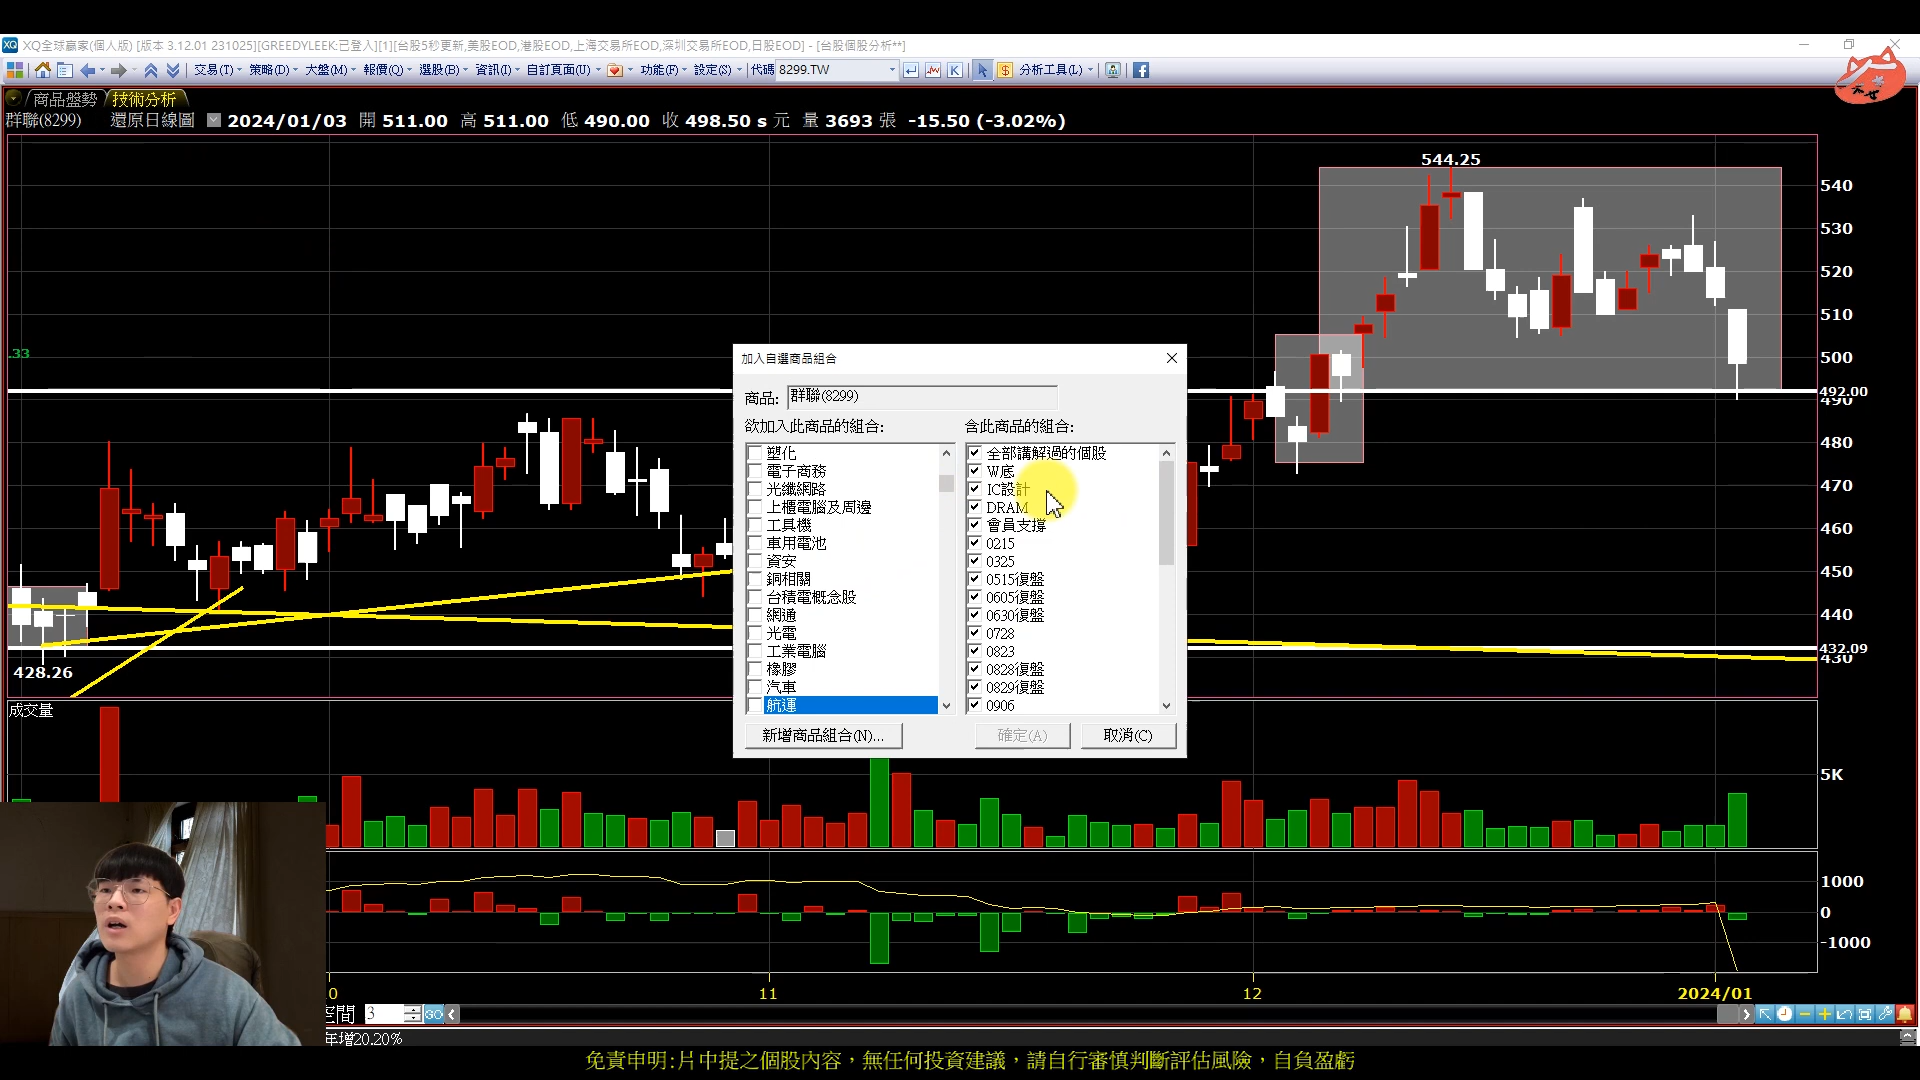 XQ全球贏家(個人版) [版本 3.12.01 231025][GREEDYLEEK:已登入][1][台股5秒更新,美股EOD,港股EOD,上海交易所EOD,深圳交易所EOD,日股EOD] - [台股個股分析**]
交易(T) 策略(D) 大盤(M) 報價(Q) 選股(B) 資訊(I) 自訂頁面(U) 功能(F) 設定(S) 代碼 8299.TW K $ 分析工具(L)
商品盤勢 技術分析
群聯(8299) 還原日線圖 2024/01/03 開 511.00 高 511.00 低 490.00 收 498.50 s 元 量 3693 張 -15.50 (-3.02%)
544.25
540
530
520
510
500
492.00
490
480
470
460
450
440
432.09
430
.33
428.26
加入自選商品組合
商品: 群聯(8299)
欲加入此商品的組合:
塑化
電子商務
光纖網路
上櫃電腦及周邊
工具機
車用電池
資安
銅相關
台積電概念股
網通
光電
工業電腦
橡膠
汽車
航運
含此商品的組合:
全部講解過的個股
W底
IC設計
DRAM
會員支撐
0215
0325
0515復盤
0605復盤
0630復盤
0728
0823
0828復盤
0829復盤
0906
新增商品組合(N)... 確定(A) 取消(C)
成交量
5K
1000
0
-1000
10 11 12 2024/01
空間 3 GO
年增20.20%
免責申明:片中提之個股內容，無任何投資建議，請自行審慎判斷評估風險，自負盈虧